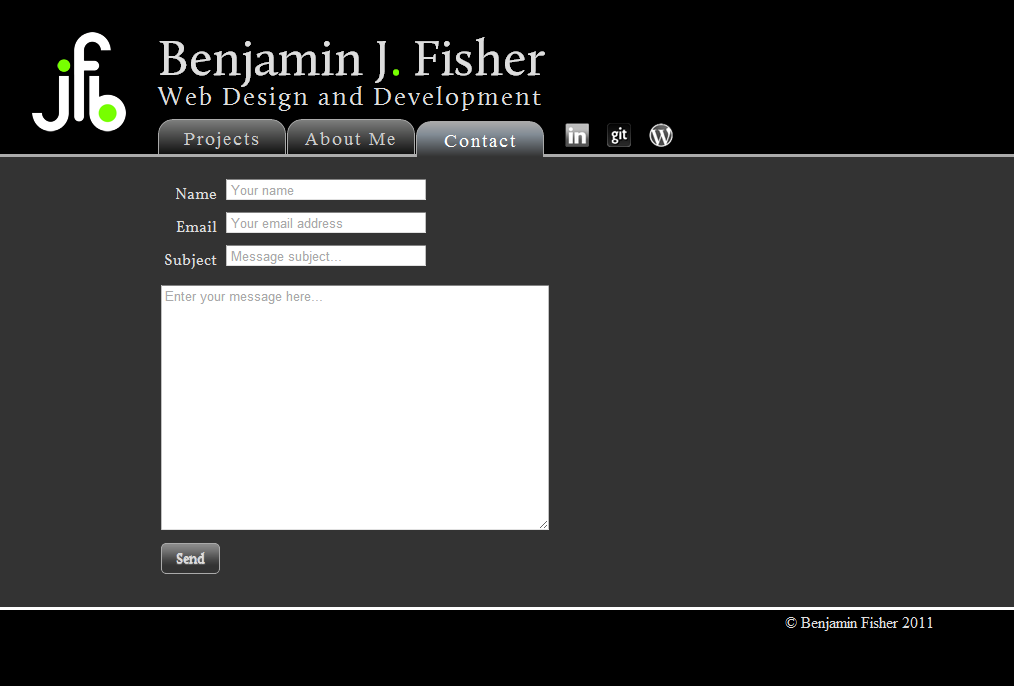 jfb
Benjamin J. Fisher
Web Design and Development
Projects About Me Contact in git W
Name Your name
Email Your email address
Subject Message subject...
Enter your message here...
Send
© Benjamin Fisher 2011